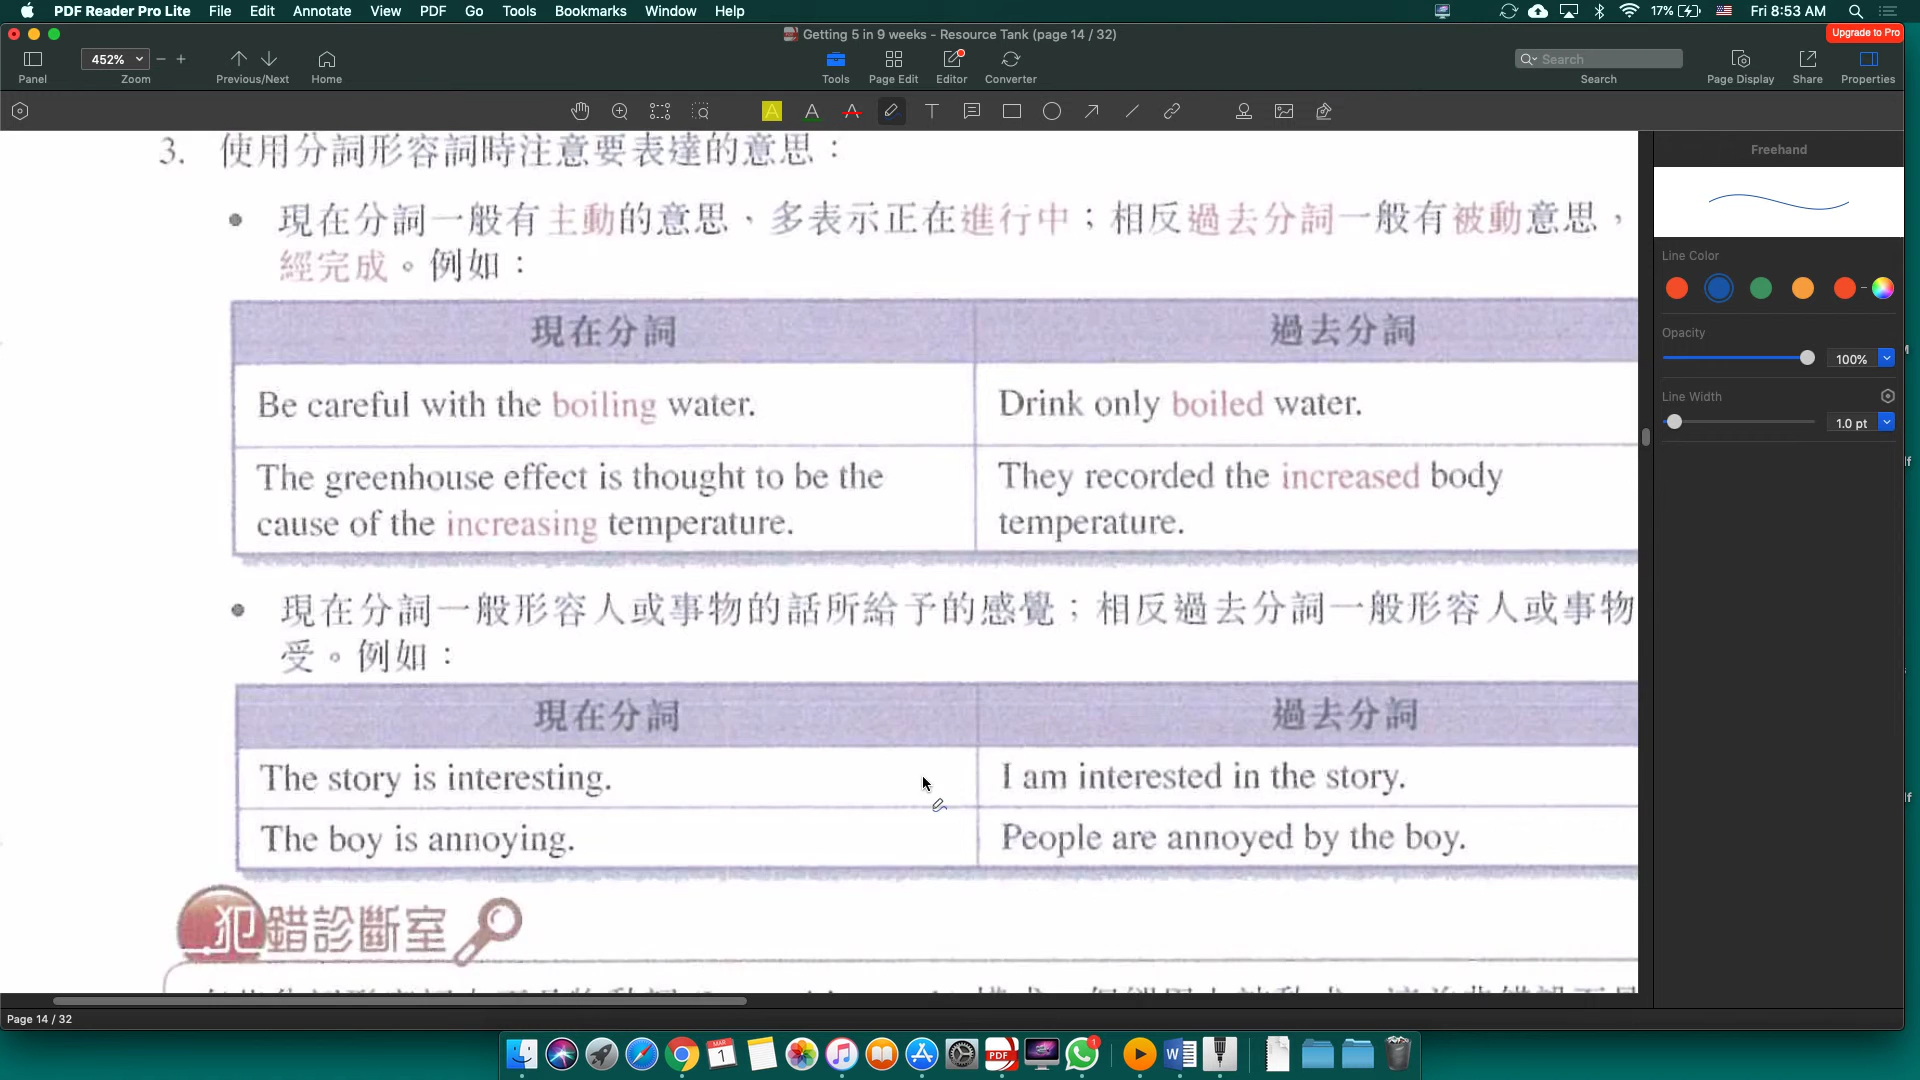 PDF Reader Pro Lite File Edit Annotate View PDF Go Tools Bookmarks Window Help 17% Fri 8:53 AM
Getting 5 in 9 weeks - Resource Tank (page 14 / 32)
Upgrade to Pro
452% Search
Panel Zoom Previous/Next Home Tools Page Edit Editor Converter Search Page Display Share Properties
3. 使用分詞形容詞時注意要表達的意思：
現在分詞一般有主動的意思、多表示正在進行中；相反過去分詞一般有被動意思，
經完成。例如：
現在分詞 過去分詞
Be careful with the boiling water. Drink only boiled water.
The greenhouse effect is thought to be the They recorded the increased body
cause of the increasing temperature. temperature.
現在分詞一般形容人或事物的話所給予的感覺；相反過去分詞一般形容人或事物
受。例如：
現在分詞 過去分詞
The story is interesting. I am interested in the story.
The boy is annoying. People are annoyed by the boy.
犯錯診斷室
Freehand
Line Color
Opacity
100%
Line Width
1.0 pt
Page 14 / 32
MAR
1
PDF
1